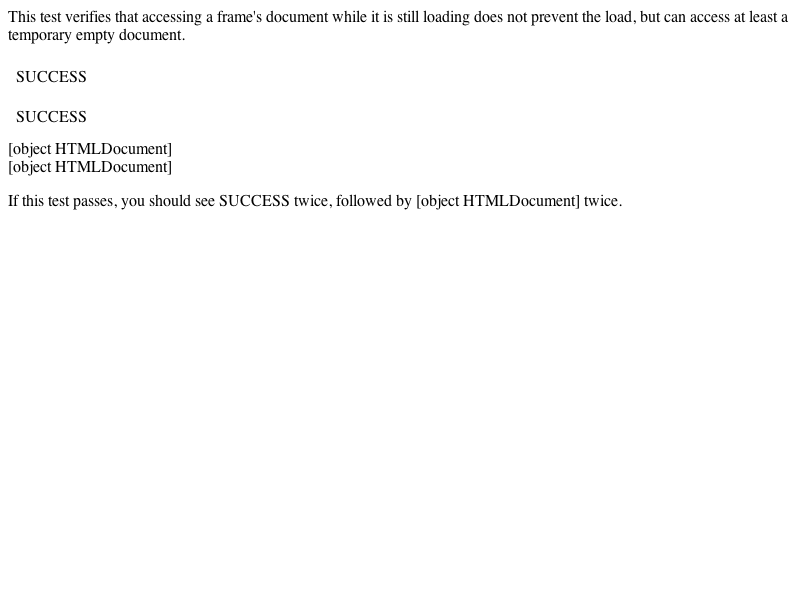 This test verifies that accessing a frame's document while it is still loading does not prevent the load, but can access at least a
temporary empty document.
SUCCESS
SUCCESS
[object HTMLDocument]
[object HTMLDocument]
If this test passes, you should see SUCCESS twice, followed by [object HTMLDocument] twice.